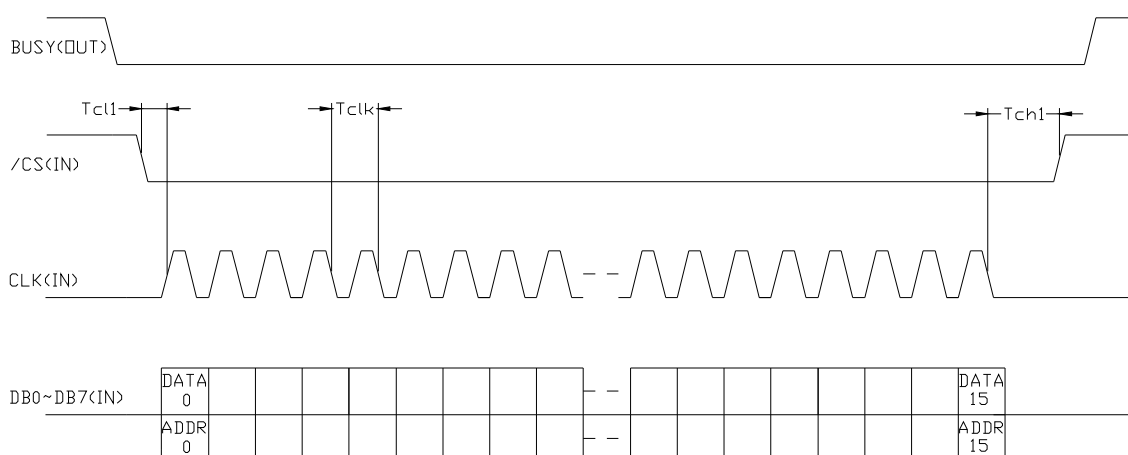 BUSY(OUT)
Tcl1
Tclk
Tch1
/CS(IN)
CLK(IN)
DB0~DB7(IN)
DATA
0
DATA
15
ADDR
0
ADDR
15